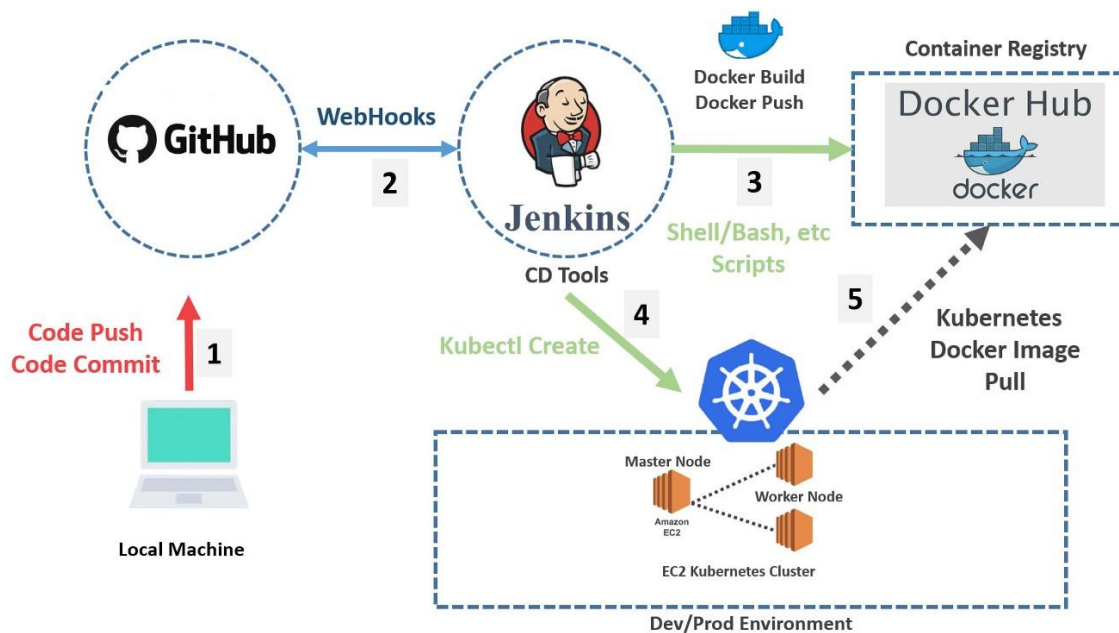 Container Registry
Docker Build
Docker Push
Docker Hub
docker
GitHub
WebHooks
2
Jenkins
CD Tools
3
Shell/Bash, etc
Scripts
Code Push
Code Commit
1
Local Machine
4
Kubectl Create
5
Kubernetes
Docker Image
Pull
Master Node
Worker Node
Amazon
EC2
EC2 Kubernetes Cluster
Dev/Prod Environment